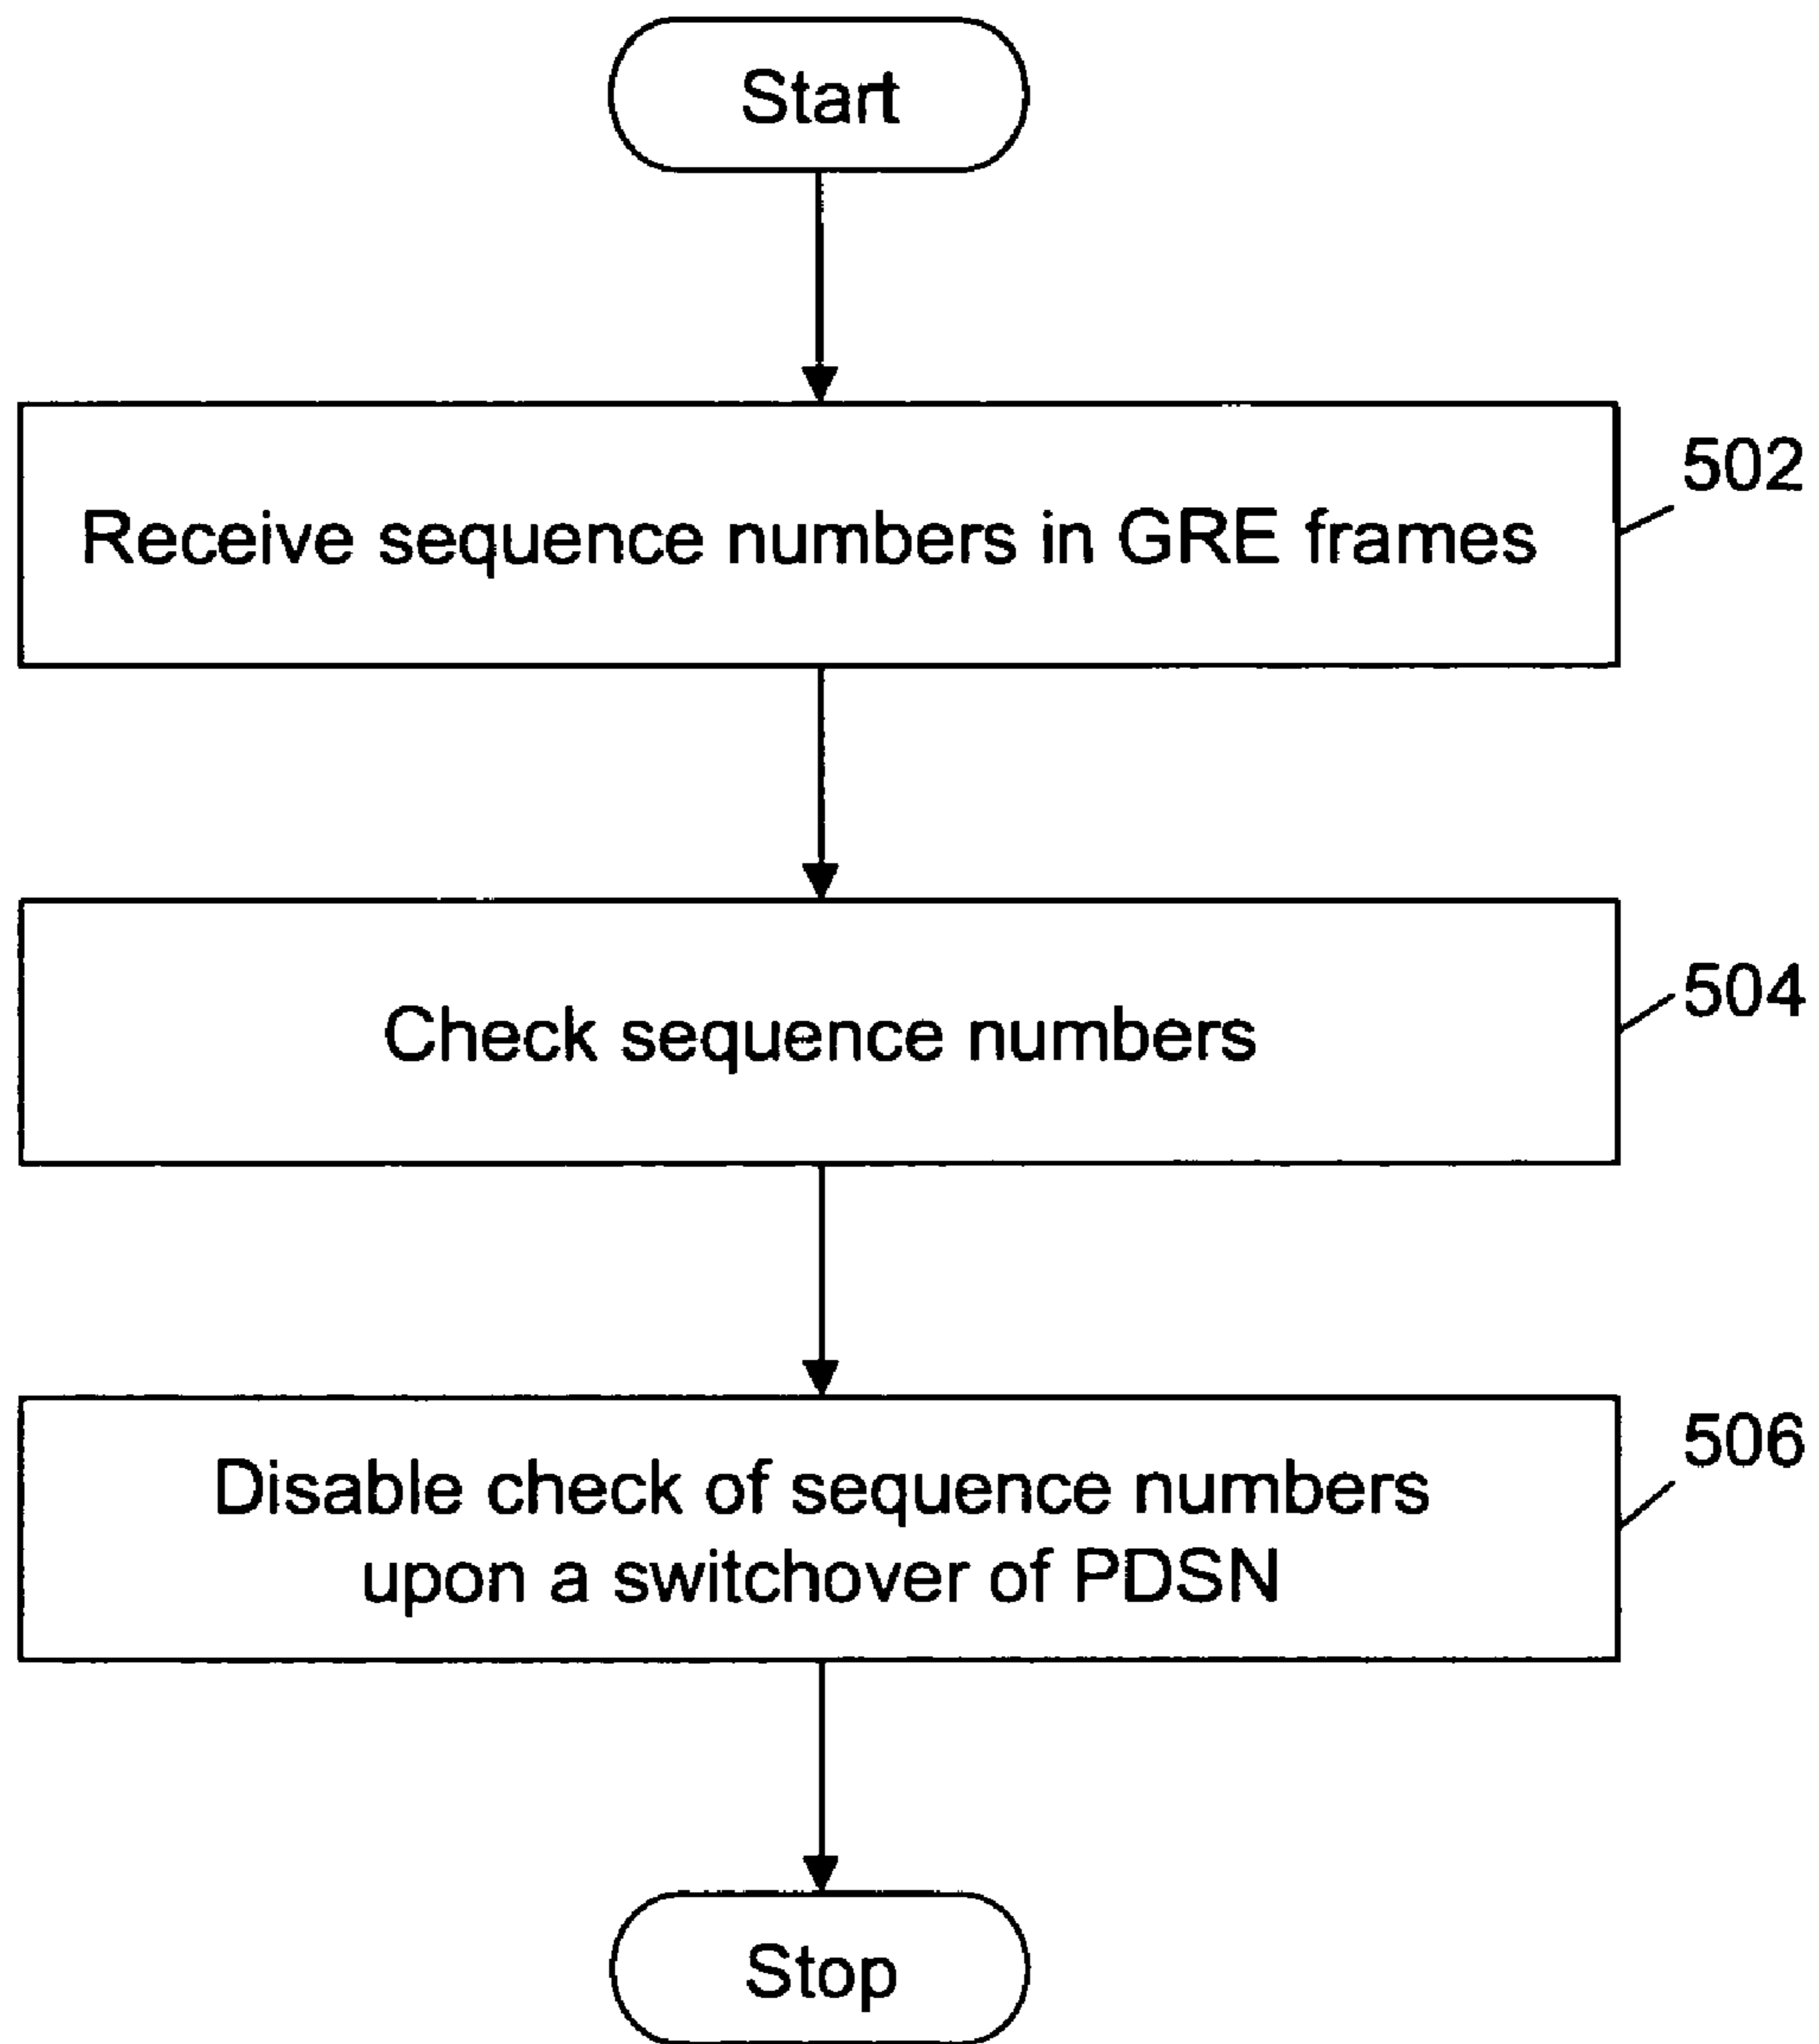 Start
Receive sequence numbers in GRE frames
502
Check sequence numbers
504
Disable check of sequence numbers
upon a switchover of PDSN
506
Stop